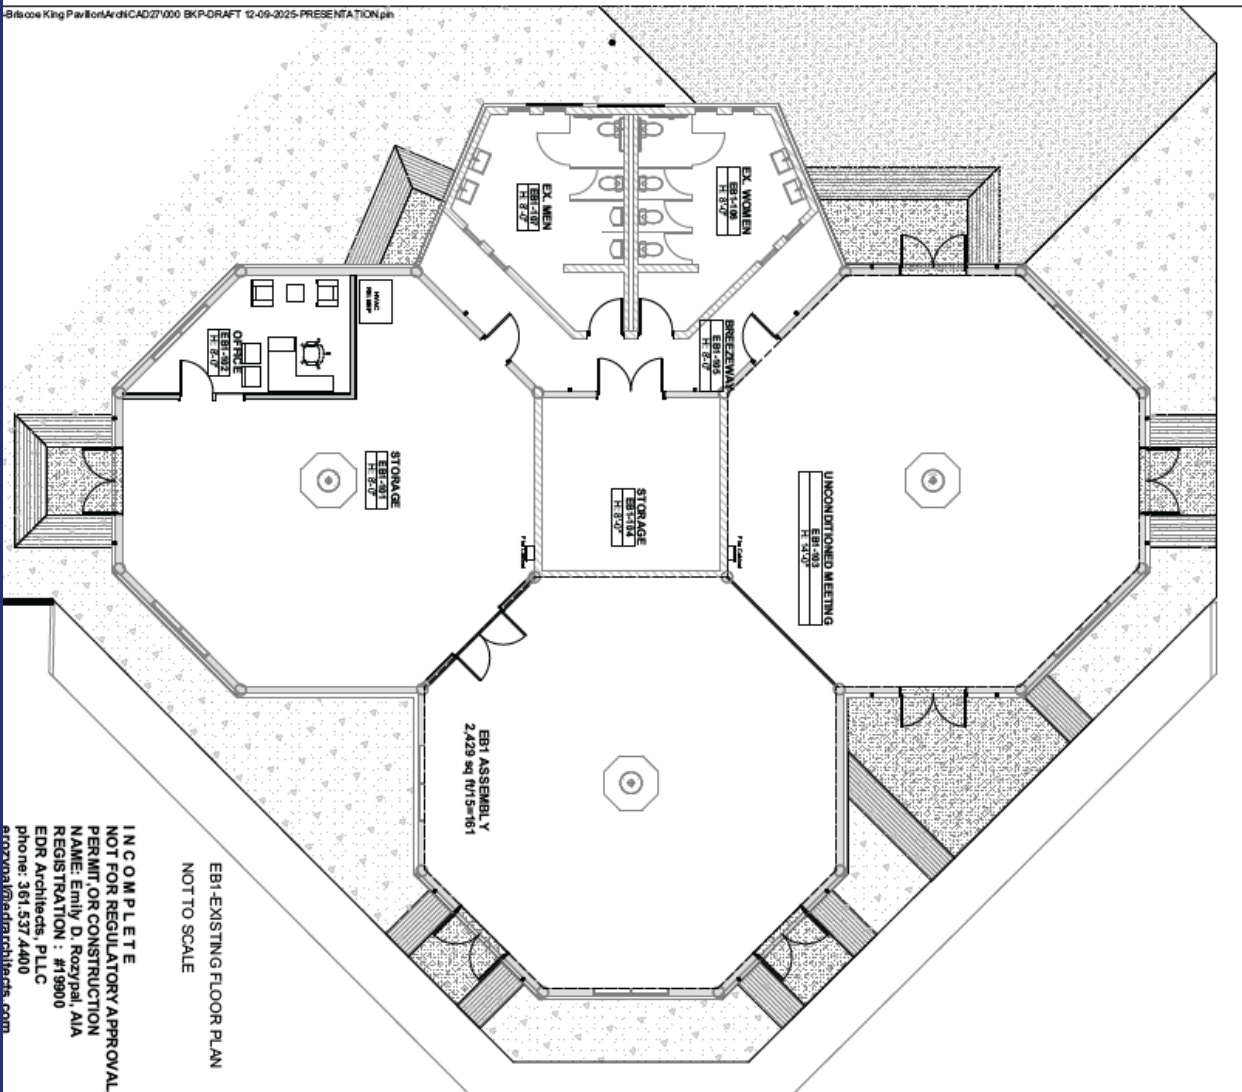 -Briscoe King Pavilion\ArchiCAD27\000 BKP-DRAFT 12-09-2025-PRESENTATION.pln
EX. WOMEN
EB1-106
H: 8'-0"
EX. MEN
EB1-107
H: 8'-0"
HVAC
BREEZEWAY
EB1-105
H: 8'-0"
OFFICE
EB1-102
H: 8'-0"
STORAGE
EB1-101
H: 8'-0"
STORAGE
EB1-104
H: 8'-0"
UNCONDITIONED MEETING
EB1-103
H: 14'-0"
EB1 ASSEMBLY
2,429 sq ft/15=161
EB1-EXISTING FLOOR PLAN
NOT TO SCALE
I N C O M P L E T E
NOT FOR REGULATORY APPROVAL
PERMIT, OR CONSTRUCTION
NAME: Emily D. Rozypal, AIA
REGISTRATION : #19900
EDR Architects, PLLC
phone: 361.537.4400
erozypal@edrarchitects.com